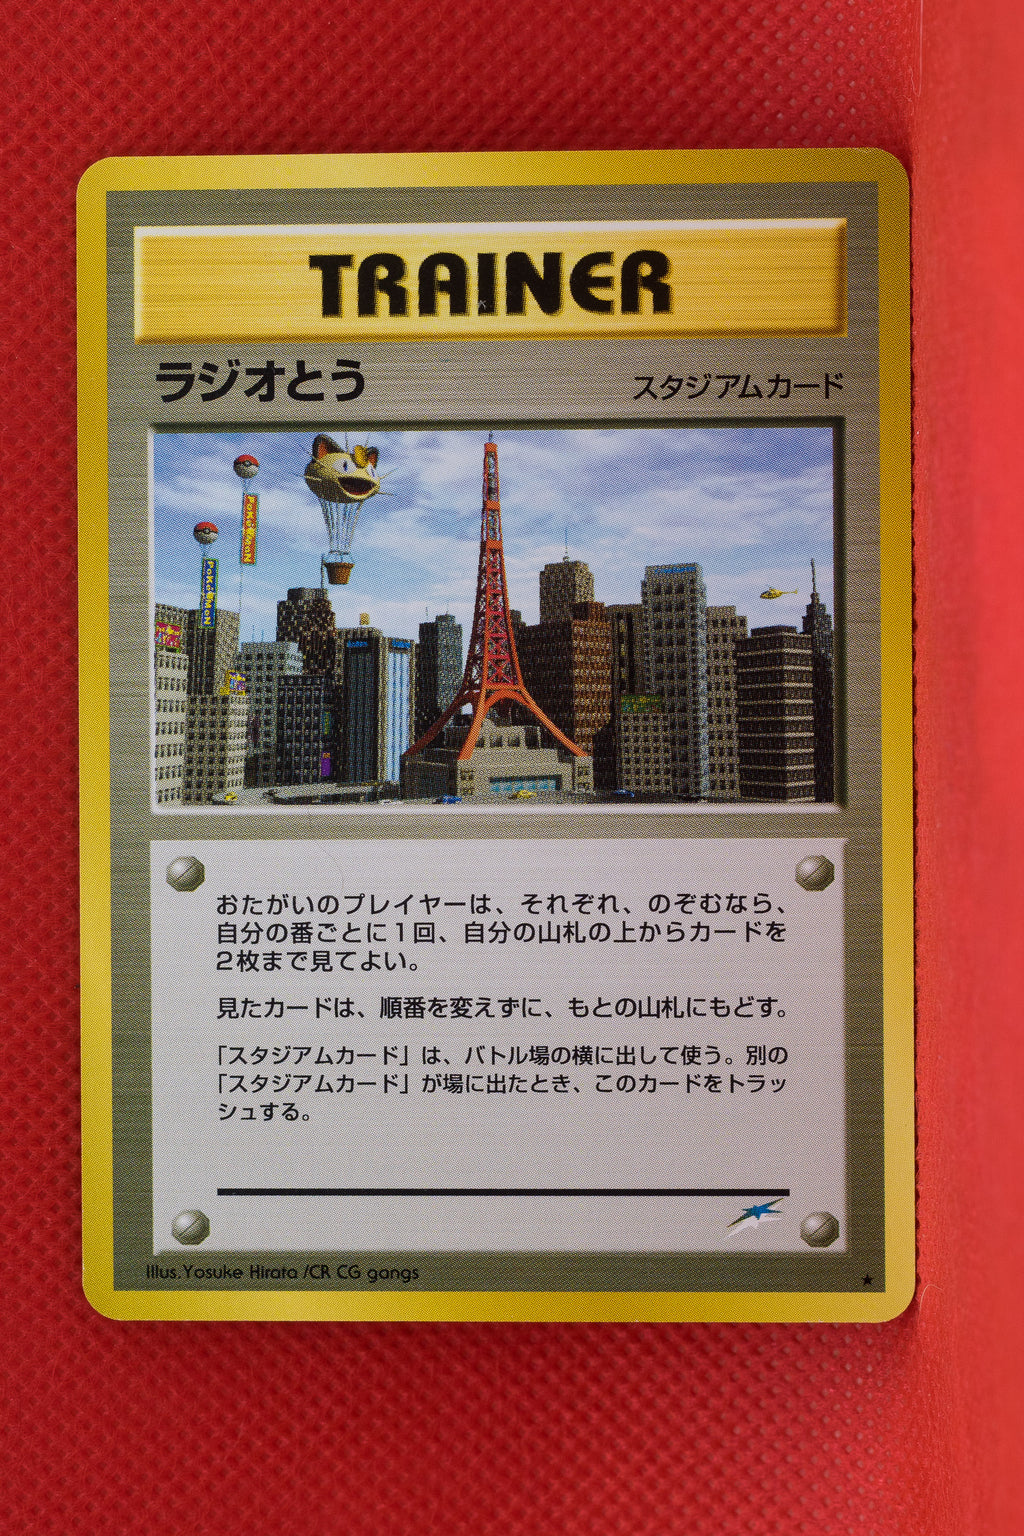 TRAINER
ラジオとう
スタジアムカード
POKéMON
POKéMON
おたがいのプレイヤーは、それぞれ、のぞむなら、
自分の番ごとに1回、自分の山札の上からカードを
2枚まで見てよい。
見たカードは、順番を変えずに、もとの山札にもどす。
「スタジアムカード」は、バトル場の横に出して使う。別の
「スタジアムカード」が場に出たとき、このカードをトラッ
シュする。
Illus.Yosuke Hirata /CR CG gangs